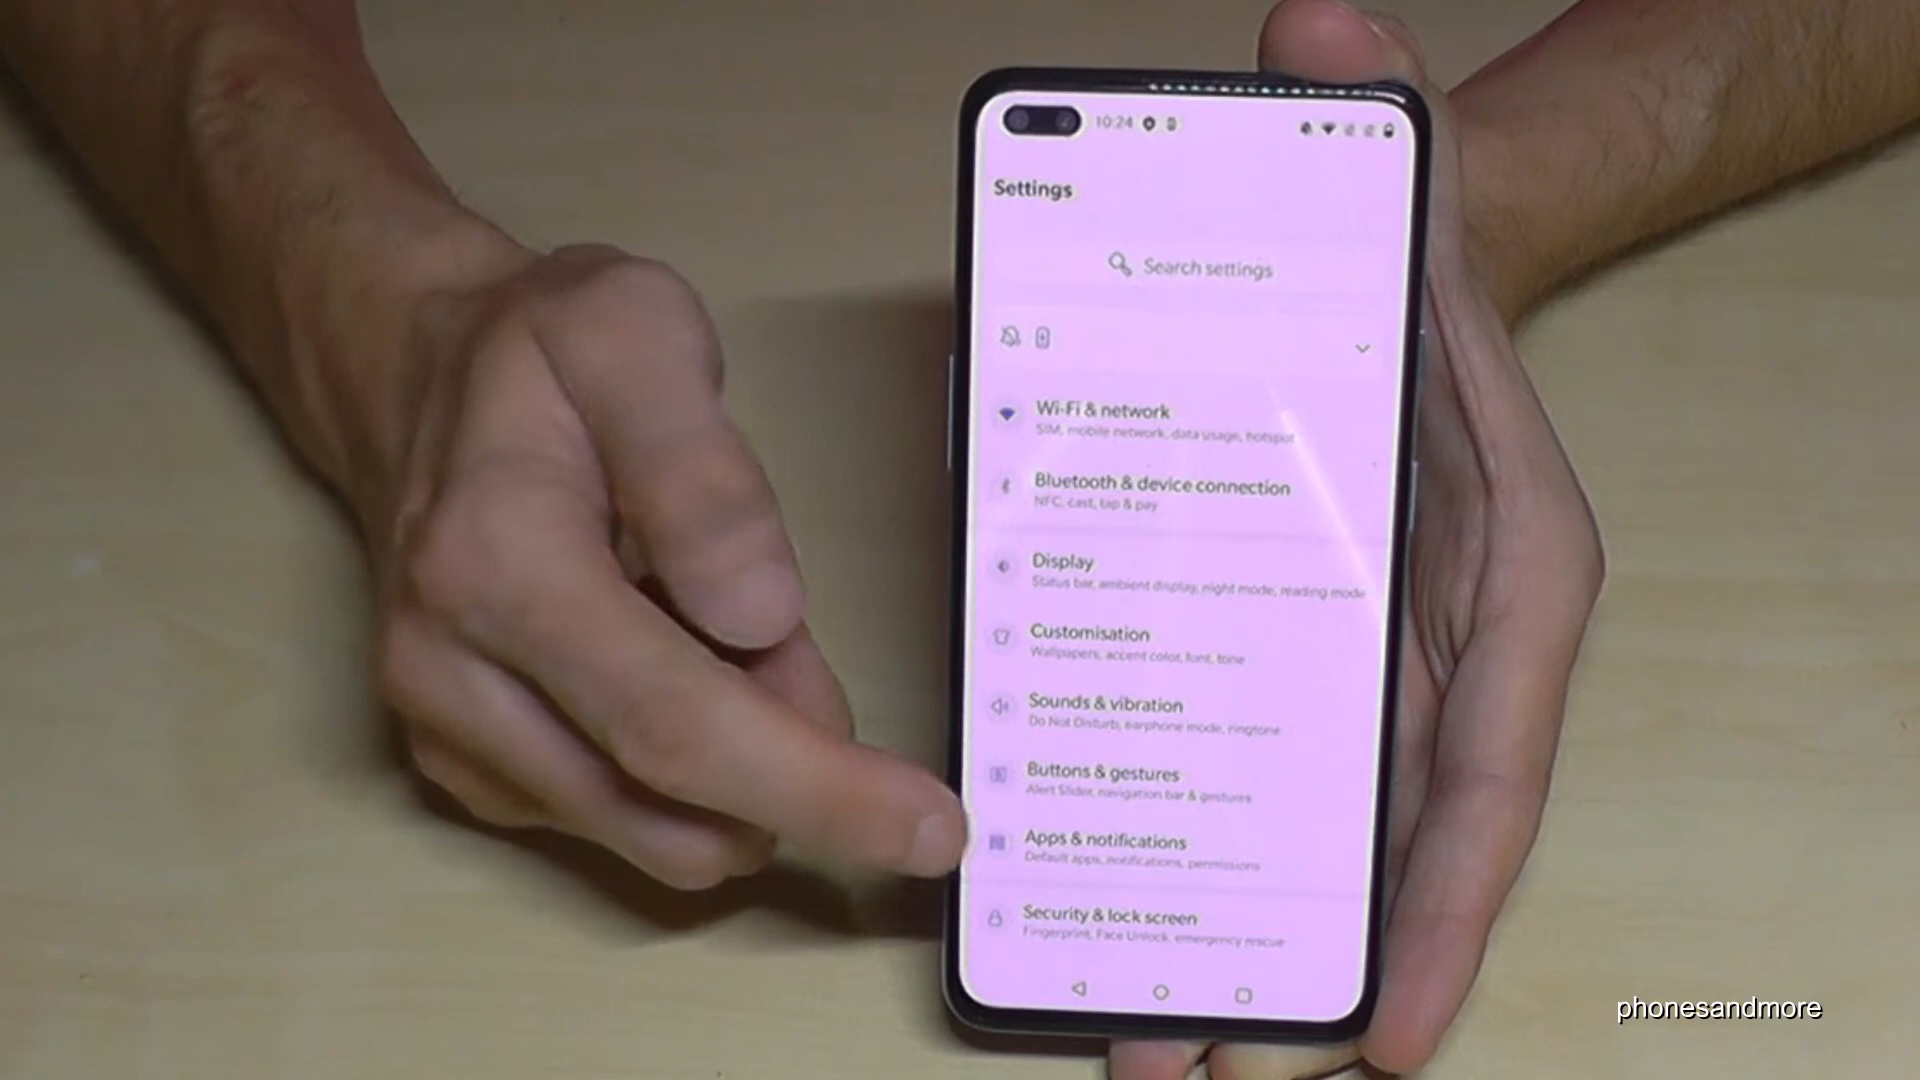 10:24
Settings
Search settings
Wi-Fi & network
SIM, mobile network, data usage, hotspot
Bluetooth & device connection
NFC, cast, tap & pay
Display
Status bar, ambient display, night mode, reading mode
Customisation
Wallpapers, accent color, font, tone
Sounds & vibration
Do Not Disturb, earphone mode, ringtone
Buttons & gestures
Alert Slider, navigation bar & gestures
Apps & notifications
Default apps, notifications, permissions
Security & lock screen
Fingerprint, Face Unlock, emergency rescue
phonesandmore